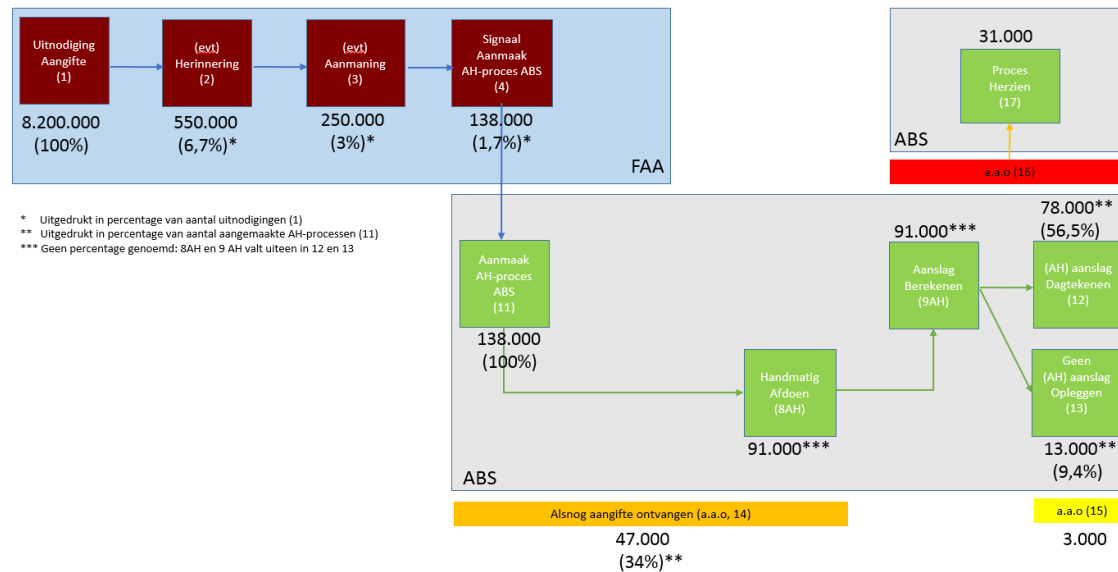 Uitnodiging
Aangifte
(1)
8.200.000
(100%)
(evt)
Herinnering
(2)
550.000
(6,7%)*
(evt)
Aanmaning
(3)
250.000
(3%)*
Signaal
Aanmaak
AH-proces ABS
(4)
138.000
(1,7%)*
FAA
31.000
Proces
Herzien
(17)
ABS
a.a.o (16)
* Uitgedrukt in percentage van aantal uitnodigingen (1)
** Uitgedrukt in percentage van aantal aangemaakte AH-processen (11)
*** Geen percentage genoemd: 8AH en 9 AH valt uiteen in 12 en 13
Aanmaak
AH-proces
ABS
(11)
138.000
(100%)
Handmatig
Afdoen
(8AH)
91.000***
91.000***
Aanslag
Berekenen
(9AH)
78.000**
(56,5%)
(AH) aanslag
Dagtekenen
(12)
Geen
(AH) aanslag
Opleggen
(13)
13.000**
(9,4%)
ABS
Alsnog aangifte ontvangen (a.a.o, 14)
47.000
(34%)**
a.a.o (15)
3.000